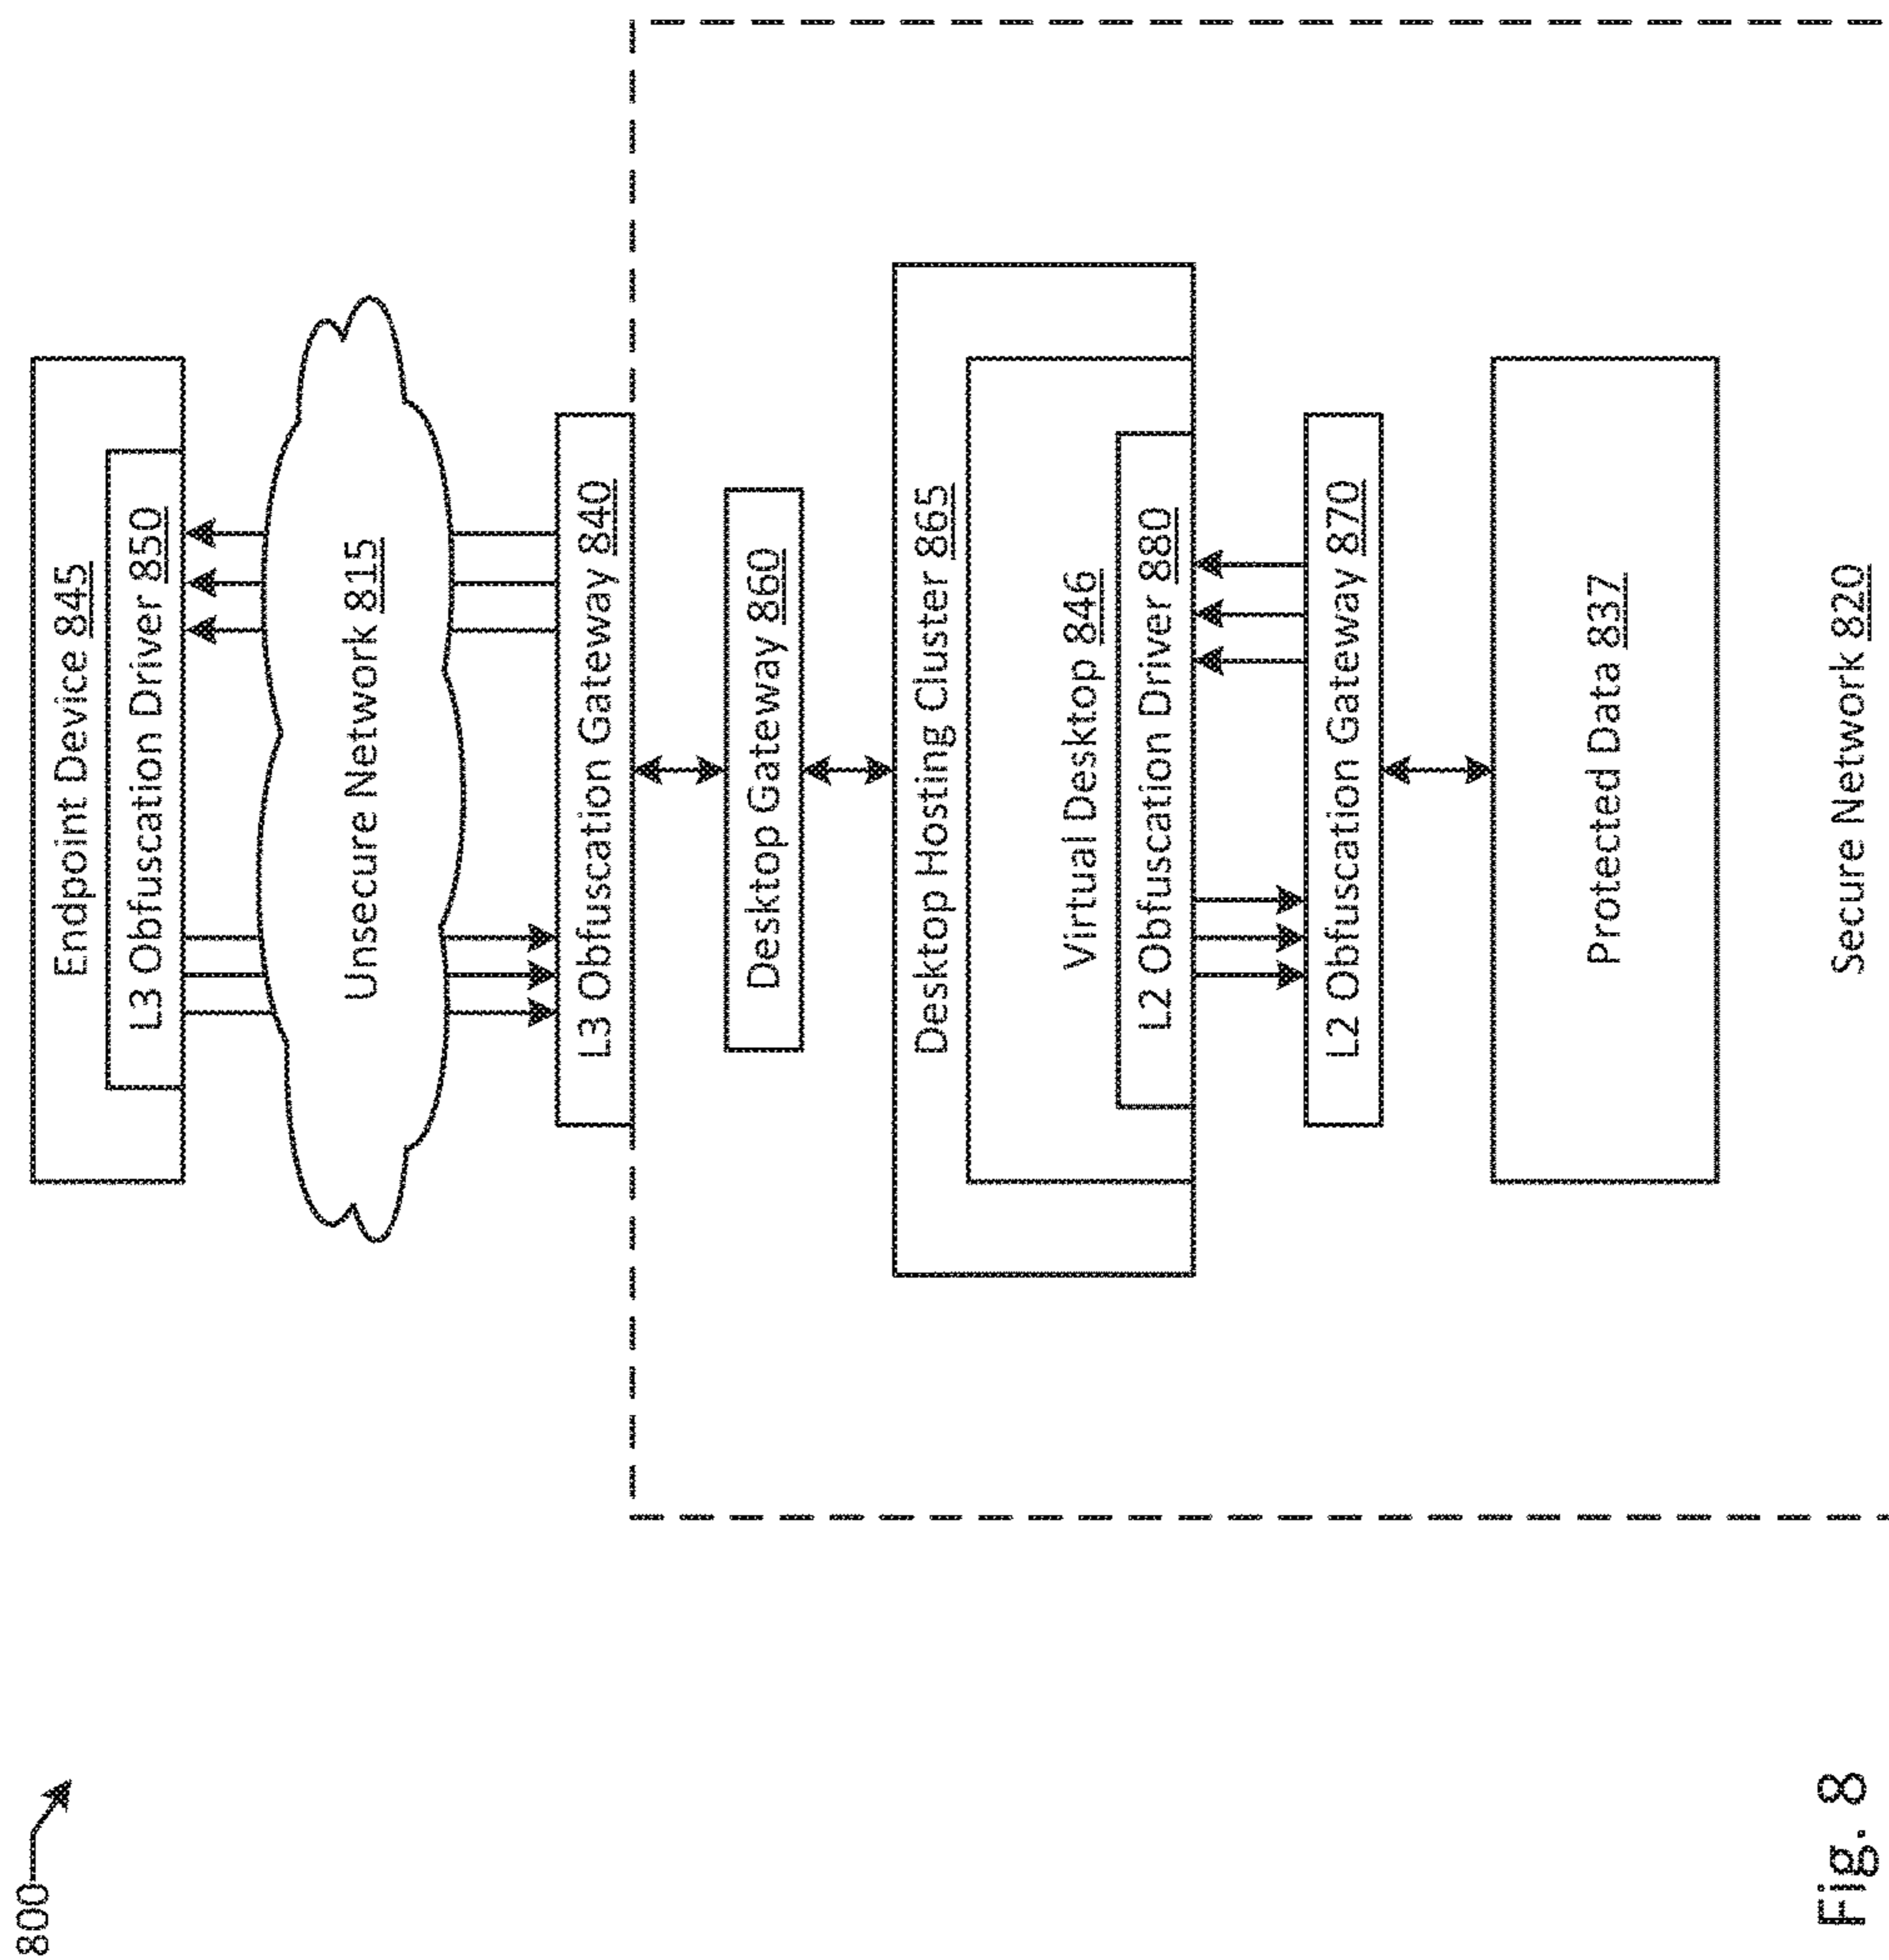 800
Endpoint Device 845
L3 Obfuscation Driver 850
Unsecure Network 815
L3 Obfuscation Gateway 840
Desktop Gateway 860
Desktop Hosting Cluster 865
Virtual Desktop 846
L2 Obfuscation Driver 880
L2 Obfuscation Gateway 870
Protected Data 837
Secure Network 820
Fig. 8